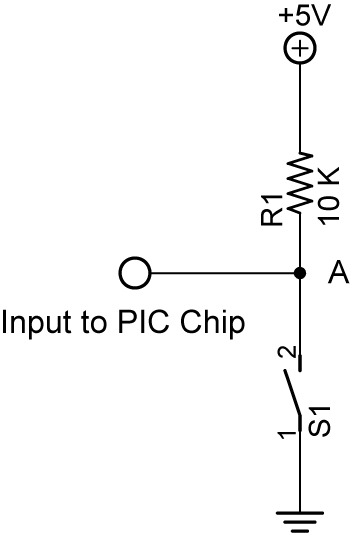 +5V
R1
10 K
A
Input to PIC Chip
2
1
S1